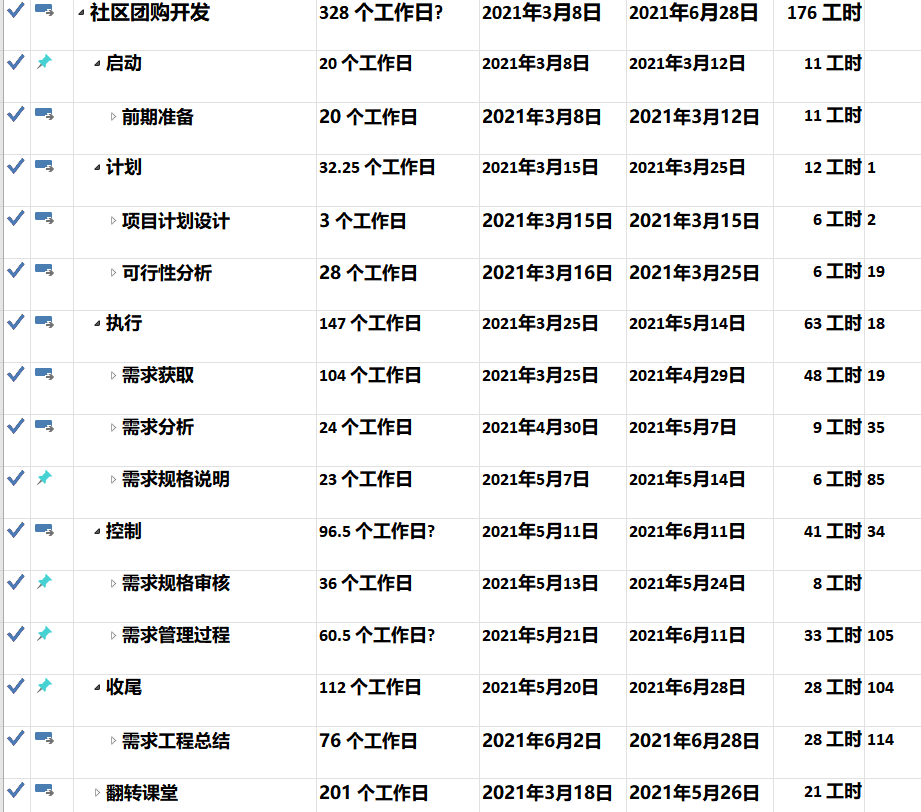 社区团购开发 328 个工作日? 2021年3月8日 2021年6月28日 176 工时
启动 20 个工作日 2021年3月8日 2021年3月12日 11 工时
前期准备 20 个工作日 2021年3月8日 2021年3月12日 11 工时
计划 32.25 个工作日 2021年3月15日 2021年3月25日 12 工时 1
项目计划设计 3 个工作日 2021年3月15日 2021年3月15日 6 工时 2
可行性分析 28 个工作日 2021年3月16日 2021年3月25日 6 工时 19
执行 147 个工作日 2021年3月25日 2021年5月14日 63 工时 18
需求获取 104 个工作日 2021年3月25日 2021年4月29日 48 工时 19
需求分析 24 个工作日 2021年4月30日 2021年5月7日 9 工时 35
需求规格说明 23 个工作日 2021年5月7日 2021年5月14日 6 工时 85
控制 96.5 个工作日? 2021年5月11日 2021年6月11日 41 工时 34
需求规格审核 36 个工作日 2021年5月13日 2021年5月24日 8 工时
需求管理过程 60.5 个工作日? 2021年5月21日 2021年6月11日 33 工时 105
收尾 112 个工作日 2021年5月20日 2021年6月28日 28 工时 104
需求工程总结 76 个工作日 2021年6月2日 2021年6月28日 28 工时 114
翻转课堂 201 个工作日 2021年3月18日 2021年5月26日 21 工时